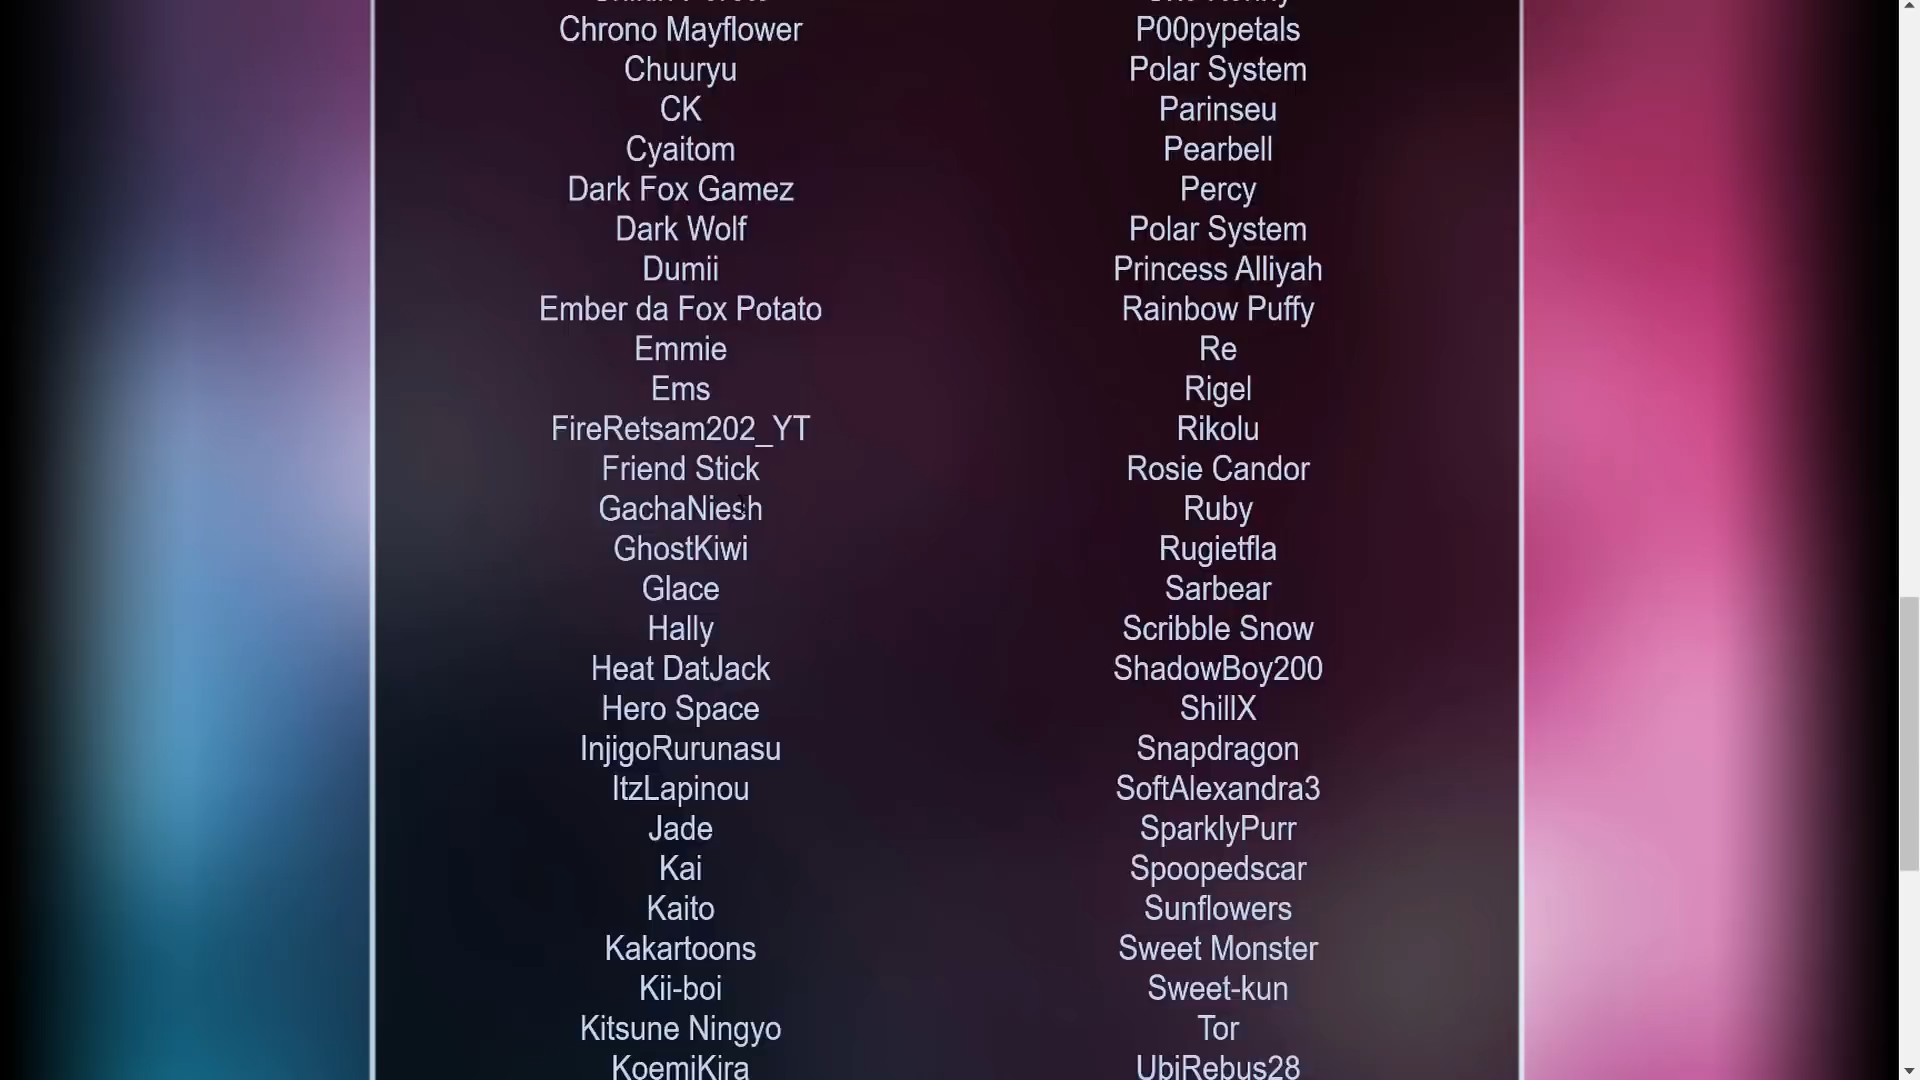 Chrono Mayflower
Chuuryu
CK
Cyaitom
Dark Fox Gamez
Dark Wolf
Dumii
Ember da Fox Potato
Emmie
Ems
FireRetsam202_YT
Friend Stick
GachaNiesh
GhostKiwi
Glace
Hally
Heat DatJack
Hero Space
InjigoRurunasu
ItzLapinou
Jade
Kai
Kaito
Kakartoons
Kii-boi
Kitsune Ningyo
KoemiKira
P00pypetals
Polar System
Parinseu
Pearbell
Percy
Polar System
Princess Alliyah
Rainbow Puffy
Re
Rigel
Rikolu
Rosie Candor
Ruby
Rugietfla
Sarbear
Scribble Snow
ShadowBoy200
ShillX
Snapdragon
SoftAlexandra3
SparklyPurr
Spoopedscar
Sunflowers
Sweet Monster
Sweet-kun
Tor
UbiRebus28